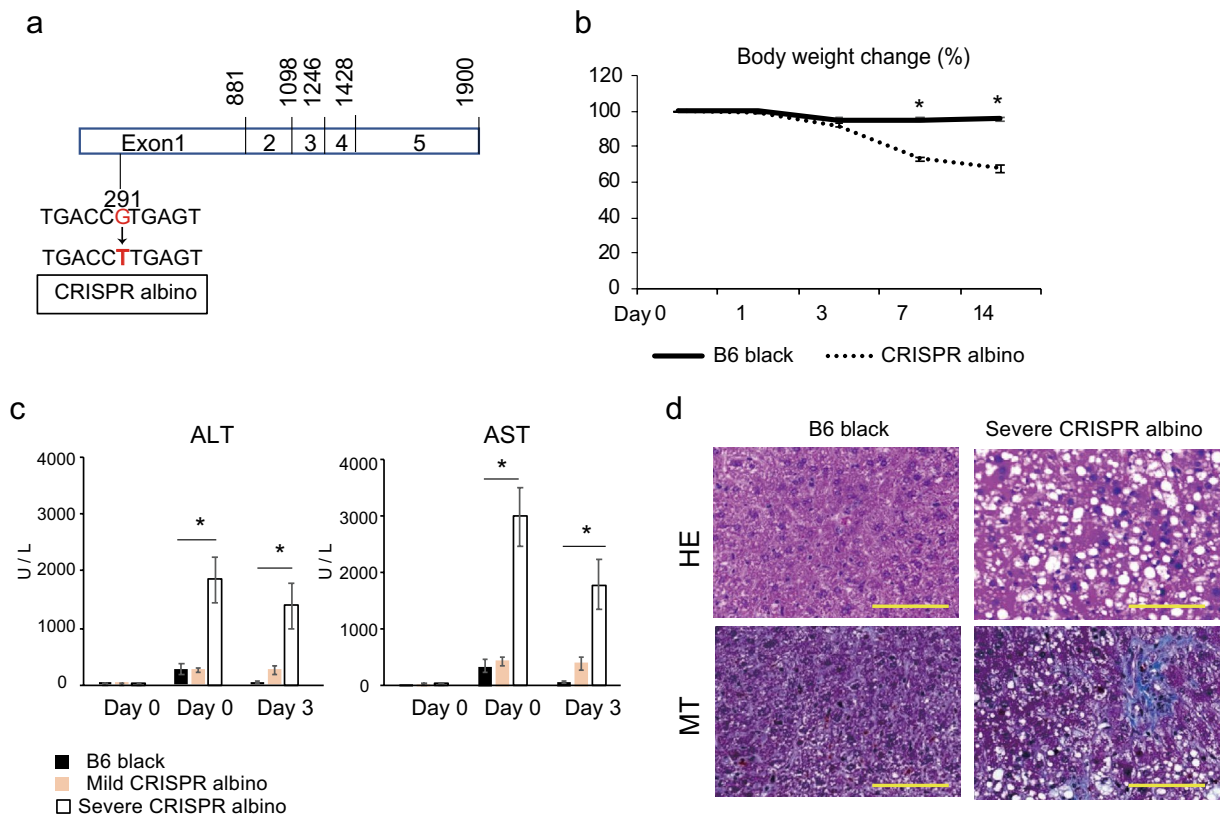 a
881
1098
1246
1428
1900
Exon1
2
3
4
5
291
TGACCGTGAGT
TGACCTTGAGT
CRISPR albino
b
Body weight change (%)
120
100
80
60
40
20
0
* *
Day 0 1 3 7 14
B6 black CRISPR albino
c
ALT
U / L
4000
3000
2000
1000
0
* *
Day 0 Day 0 Day 3
AST
U / L
4000
3000
2000
1000
0
* *
Day 0 Day 0 Day 3
B6 black
Mild CRISPR albino
Severe CRISPR albino
d
B6 black Severe CRISPR albino
HE
MT